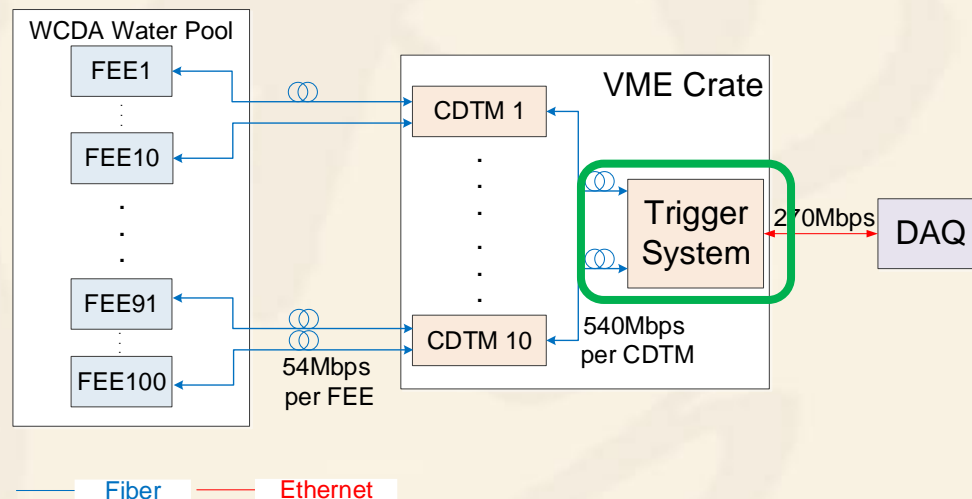 WCDA Water Pool
FEE1
FEE10
FEE91
FEE100
54Mbps
per FEE
VME Crate
CDTM 1
CDTM 10
Trigger
System
540Mbps
per CDTM
270Mbps
DAQ
Fiber
Ethernet